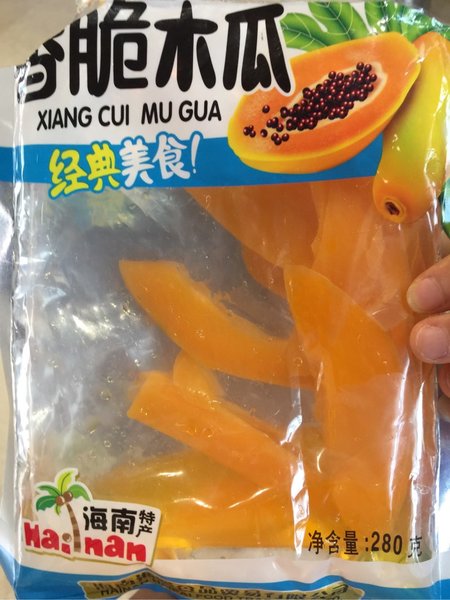 香脆木瓜
XIANG CUI MU GUA
经典美食!
海南特产
Hainan
净含量:280克